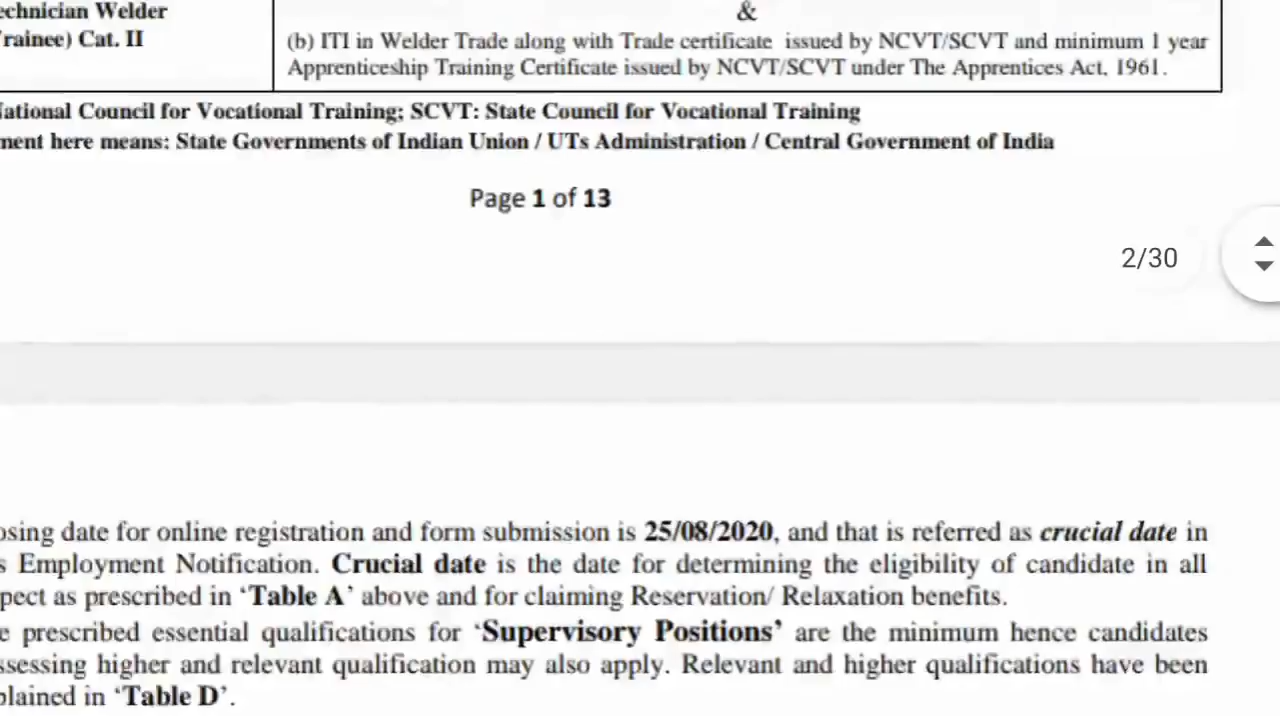 echnician Welder
&
rainee) Cat. II
(b) ITI in Welder Trade along with Trade certificate issued by NCVT/SCVT and minimum 1 year
Apprenticeship Training Certificate issued by NCVT/SCVT under The Apprentices Act, 1961.
ational Council for Vocational Training; SCVT: State Council for Vocational Training
ment here means: State Governments of Indian Union / UTs Administration / Central Government of India
Page 1 of 13
2/30
osing date for online registration and form submission is 25/08/2020, and that is referred as crucial date in
s Employment Notification. Crucial date is the date for determining the eligibility of candidate in all
pect as prescribed in 'Table A' above and for claiming Reservation/ Relaxation benefits.
e prescribed essential qualifications for 'Supervisory Positions' are the minimum hence candidates
ssessing higher and relevant qualification may also apply. Relevant and higher qualifications have been
plained in 'Table D'.